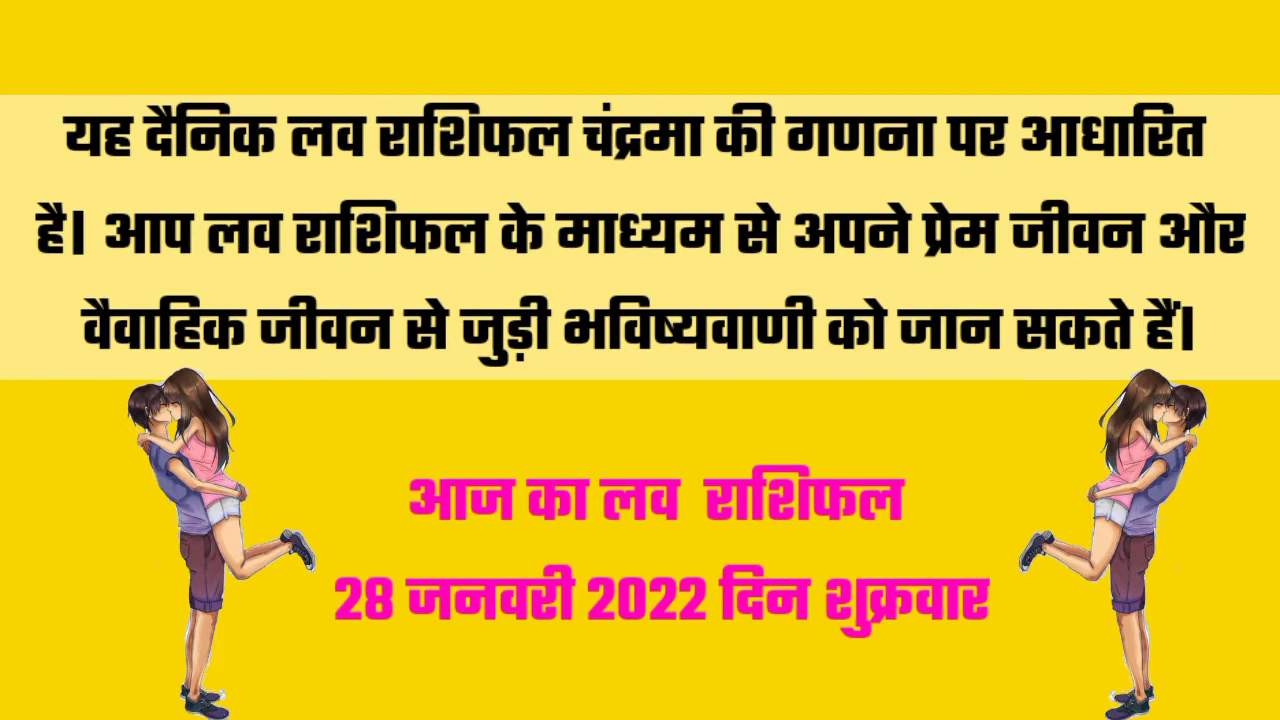 यह दैनिक लव राशिफल चंद्रमा की गणना पर आधारित
है। आप लव राशिफल के माध्यम से अपने प्रेम जीवन और
वैवाहिक जीवन से जुड़ी भविष्यवाणी को जान सकते हैं।
आज का लव राशिफल
28 जनवरी 2022 दिन शुक्रवार